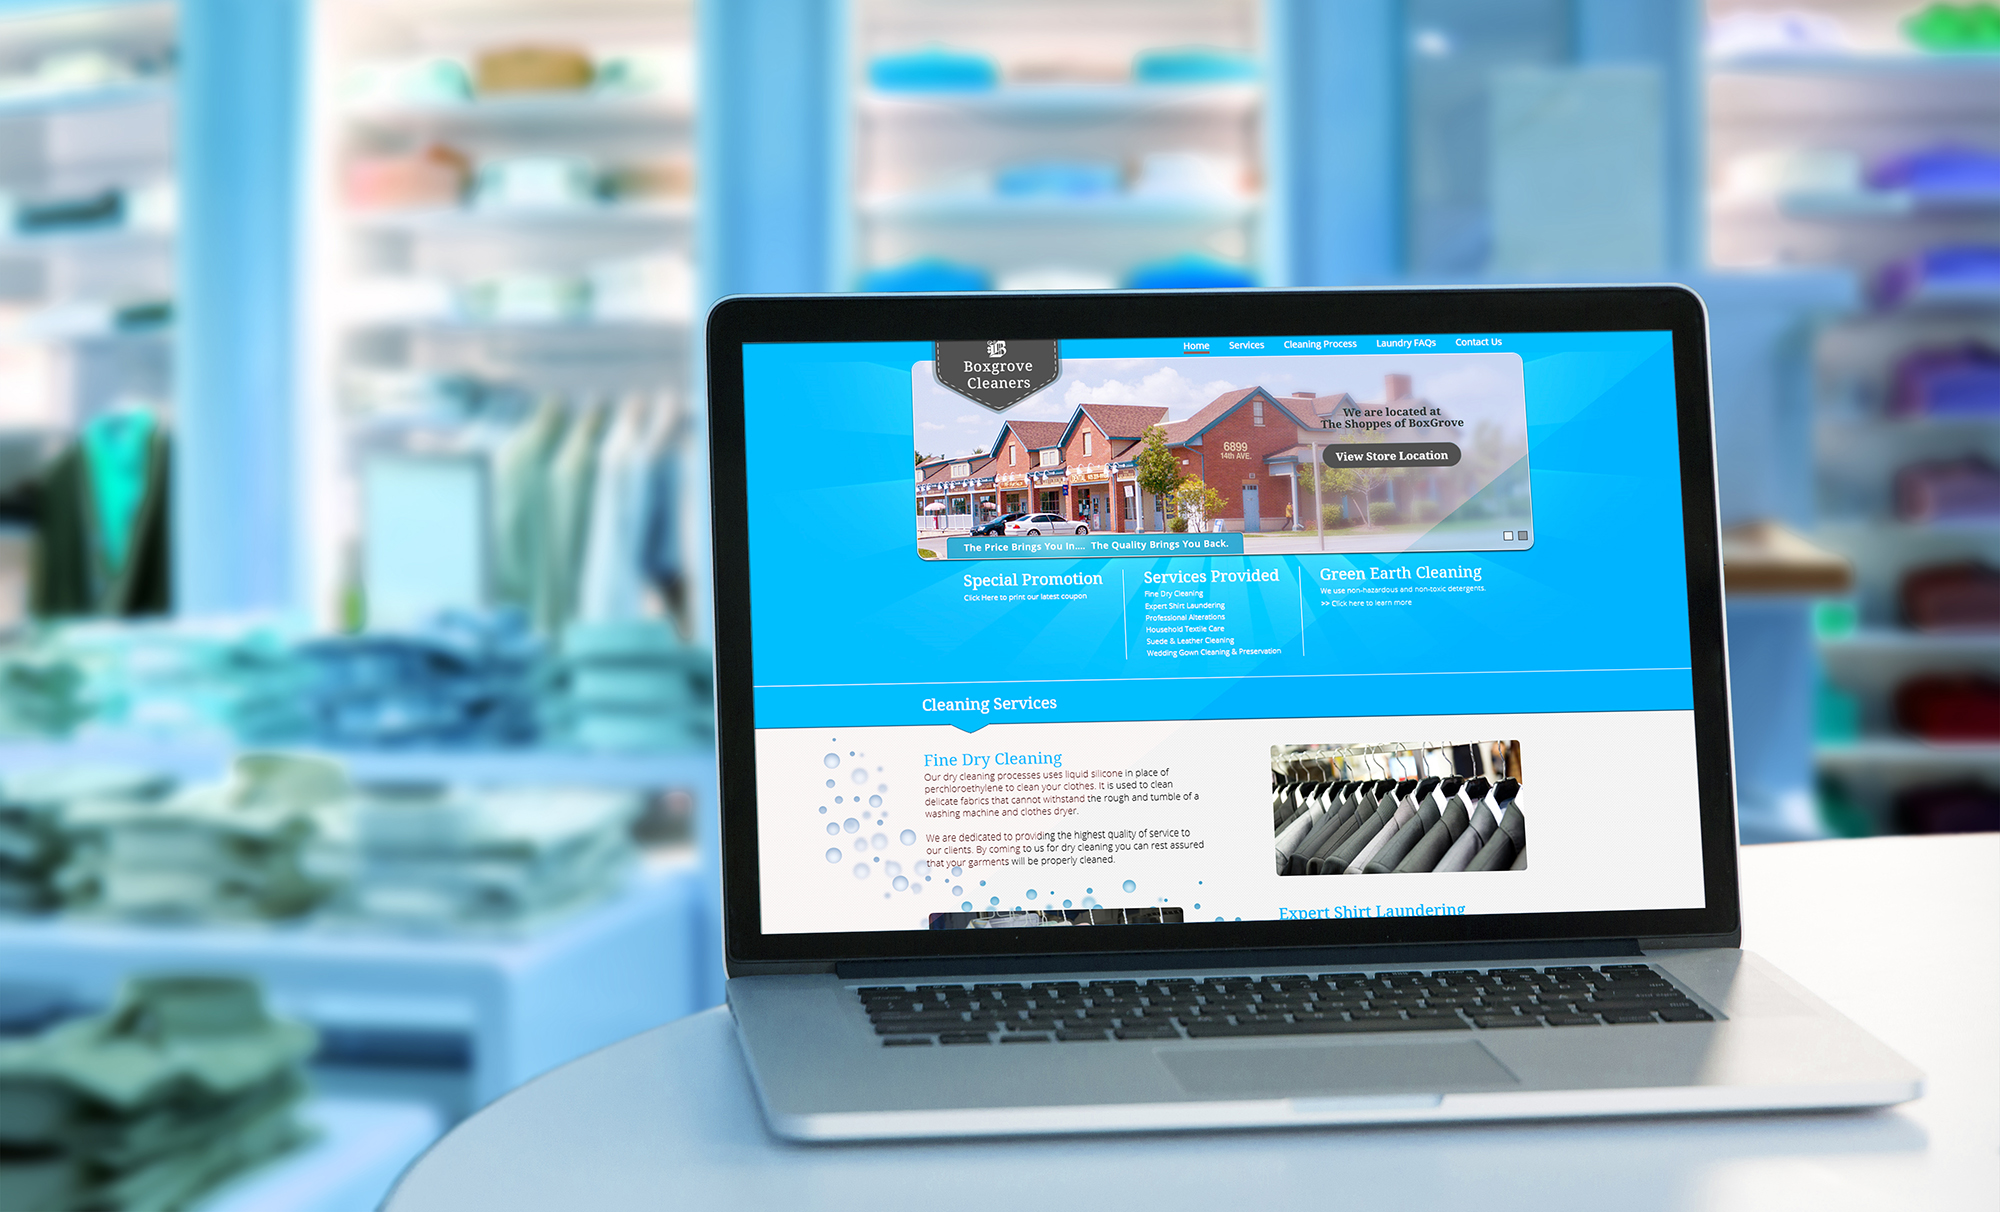 B
Boxgrove
Cleaners
Home Services Cleaning Process Laundry FAQs Contact Us
We are located at
The Shoppes of BoxGrove
View Store Location
6899
14th AVE.
The Price Brings You In.... The Quality Brings You Back.
Special Promotion
Click Here to print our latest coupon
Services Provided
Fine Dry Cleaning
Expert Shirt Laundering
Professional Alterations
Household Textile Care
Suede & Leather Cleaning
Wedding Gown Cleaning & Preservation
Green Earth Cleaning
We use non-hazardous and non-toxic detergents.
>> Click here to learn more
Cleaning Services
Fine Dry Cleaning
Our dry cleaning processes uses liquid silicone in place of
perchloroethylene to clean your clothes. It is used to clean
delicate fabrics that cannot withstand the rough and tumble of a
washing machine and clothes dryer.
We are dedicated to providing the highest quality of service to
our clients. By coming to us for dry cleaning you can rest assured
that your garments will be properly cleaned.
Expert Shirt Laundering